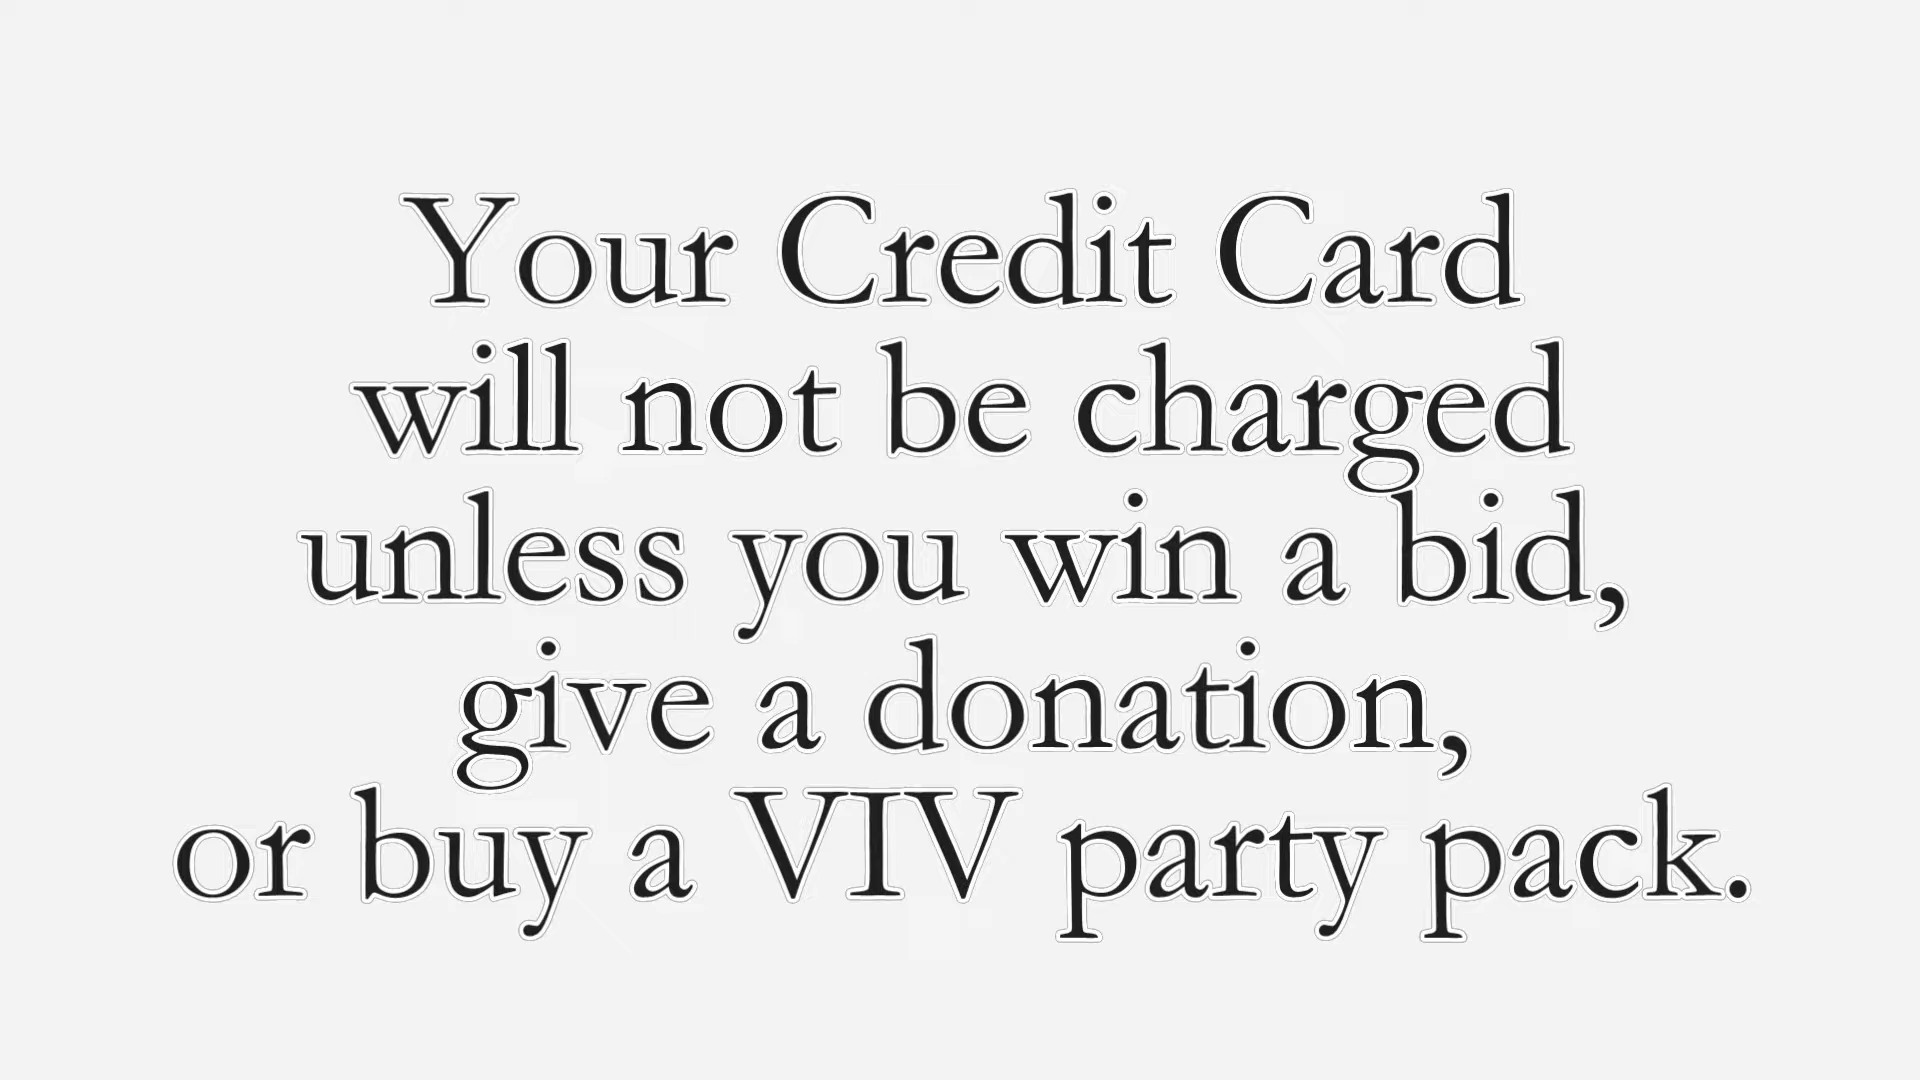 Your Credit Card
will not be charged
unless you win a bid,
give a donation,
or buy a VIV party pack.